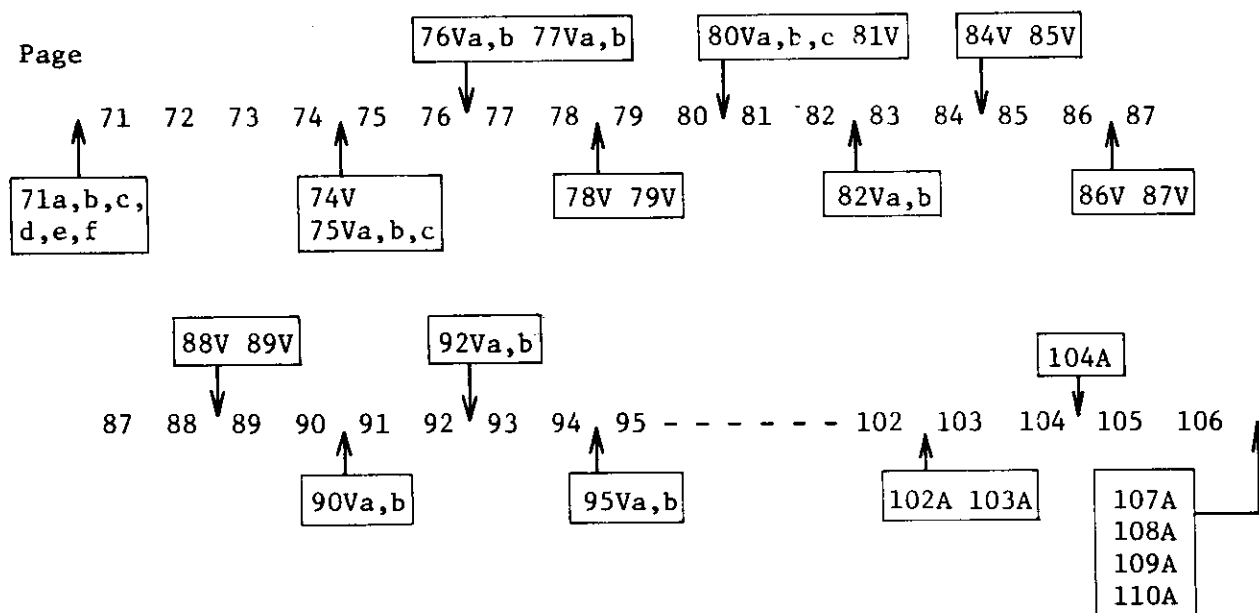 76Va,b 77Va,b 80Va,b,c 81V 84V 85V
Page
71 72 73 74 75 76 77 78 79 80 81 82 83 84 85 86 87
71a,b,c, 74V 78V 79V 82Va,b 86V 87V
d,e,f 75Va,b,c
88V 89V 92Va,b 104A
87 88 89 90 91 92 93 94 95 - - - - - - 102 103 104 105 106
90Va,b 95Va,b 102A 103A 107A
108A
109A
110A